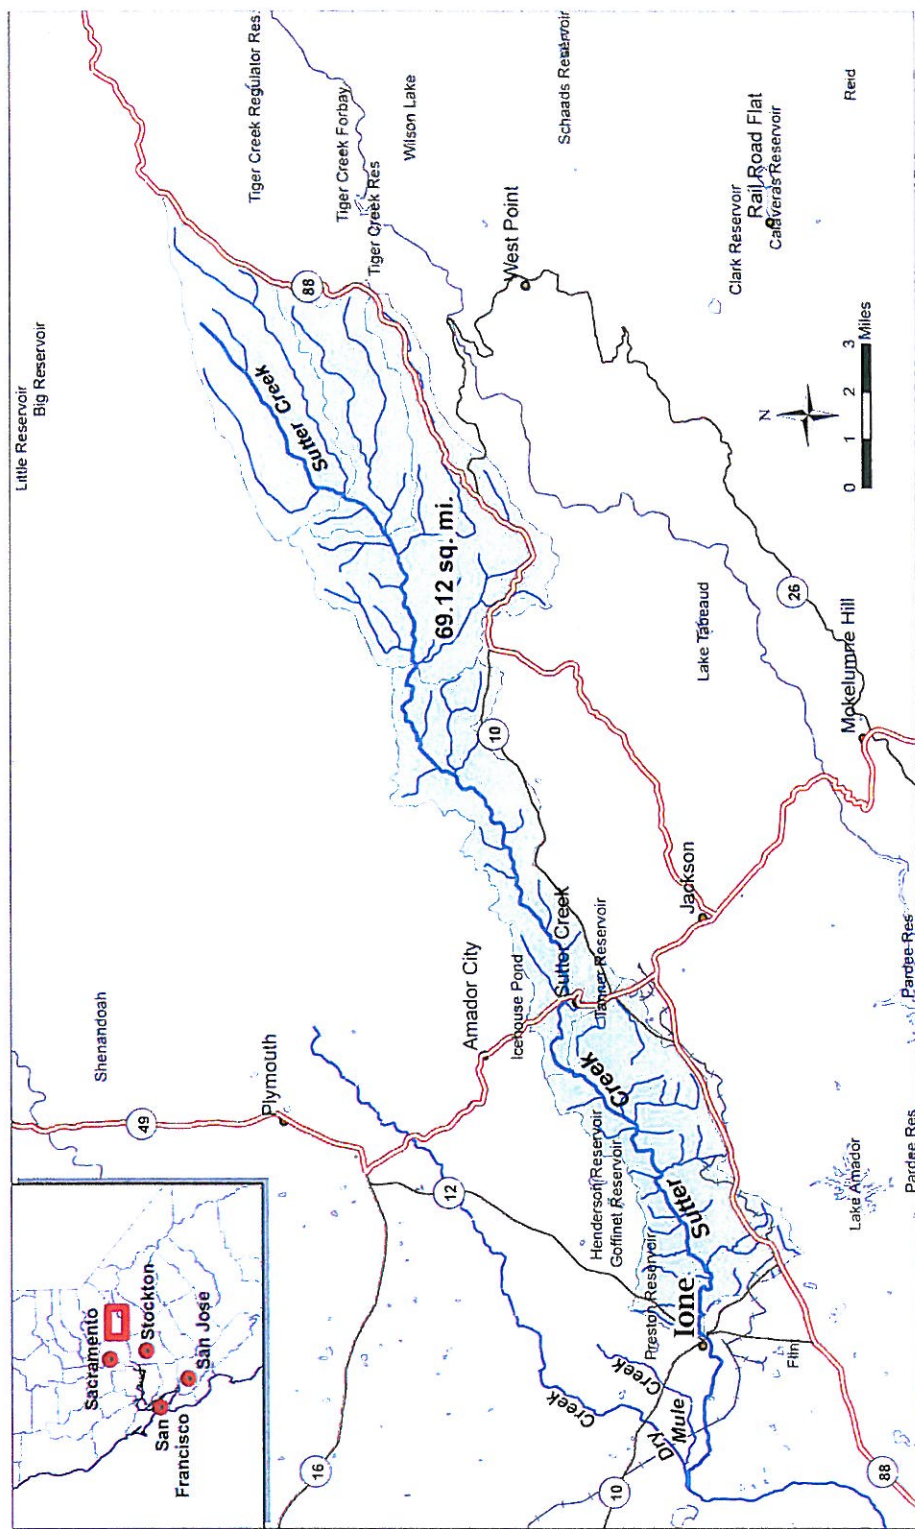 Little Reservoir
Big Reservoir
Sacramento
Stockton
San
Francisco
San Jose
Shenandoah
49
Plymouth
16
12
Amador City
Icehouse Pond
Sutter Creek
Tanner Reservoir
Jackson
10
Sutter Creek
69.12 sq. mi.
88
Tiger Creek Regulator Res.
Tiger Creek Forbay
Tiger Creek Res
Wilson Lake
Schaads Reservoir
West Point
Clark Reservoir
Rail Road Flat
Calaveras Reservoir
Reid
N
0 1 2 3
Miles
26
Lake Tabeaud
Mokelumne Hill
Henderson Reservoir
Goffinet Reservoir
Preston Reservoir
Sutter Creek
Ione
Dry Creek
Mule Creek
10
Flint
88
Lake Amador
Pardee Res
Pardee Res